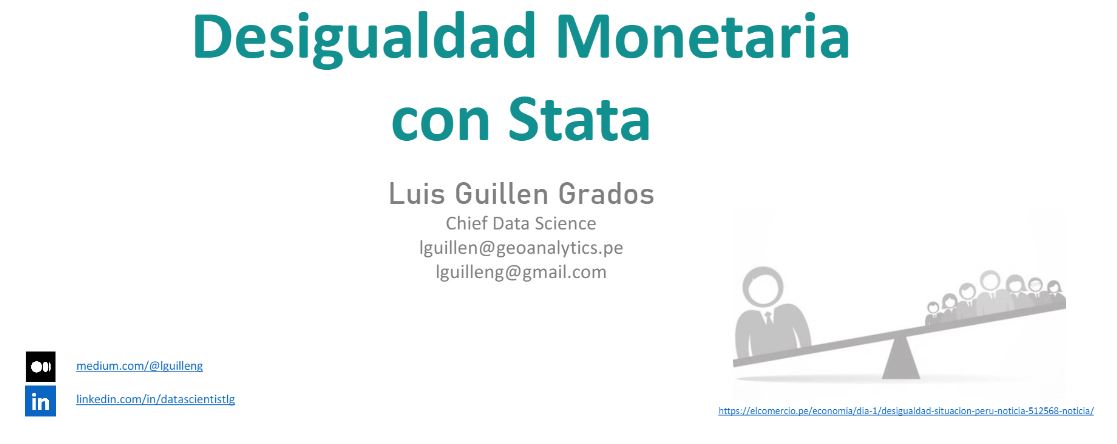 Desigualdad Monetaria
con Stata
Luis Guillen Grados
Chief Data Science
lguillen@geoanalytics.pe
lguilleng@gmail.com
medium.com/@lguilleng
in
linkedin.com/in/datascientistlg
https://elcomercio.pe/economia/dia-1/desigualdad-situacion-peru-noticia-512568-noticia/